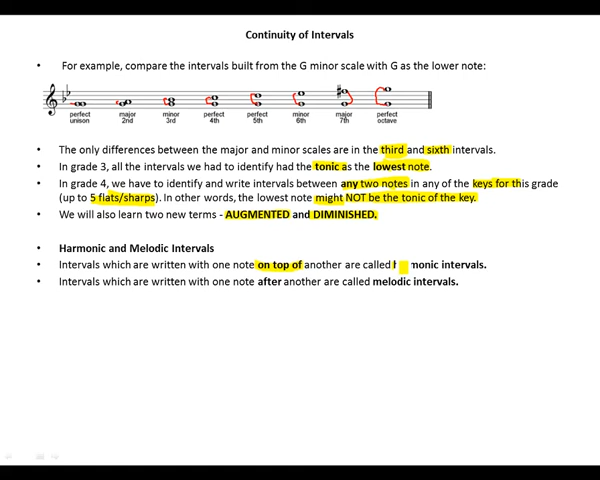 Continuity of Intervals
• For example, compare the intervals built from the G minor scale with G as the lower note:
perfect unison major 2nd minor 3rd perfect 4th perfect 5th minor 6th major 7th perfect octave
• The only differences between the major and minor scales are in the third and sixth intervals.
• In grade 3, all the intervals we had to identify had the tonic as the lowest note.
• In grade 4, we have to identify and write intervals between any two notes in any of the keys for this grade
(up to 5 flats/sharps). In other words, the lowest note might NOT be the tonic of the key.
• We will also learn two new terms - AUGMENTED and DIMINISHED.
• Harmonic and Melodic Intervals
• Intervals which are written with one note on top of another are called h monic intervals.
• Intervals which are written with one note after another are called melodic intervals.